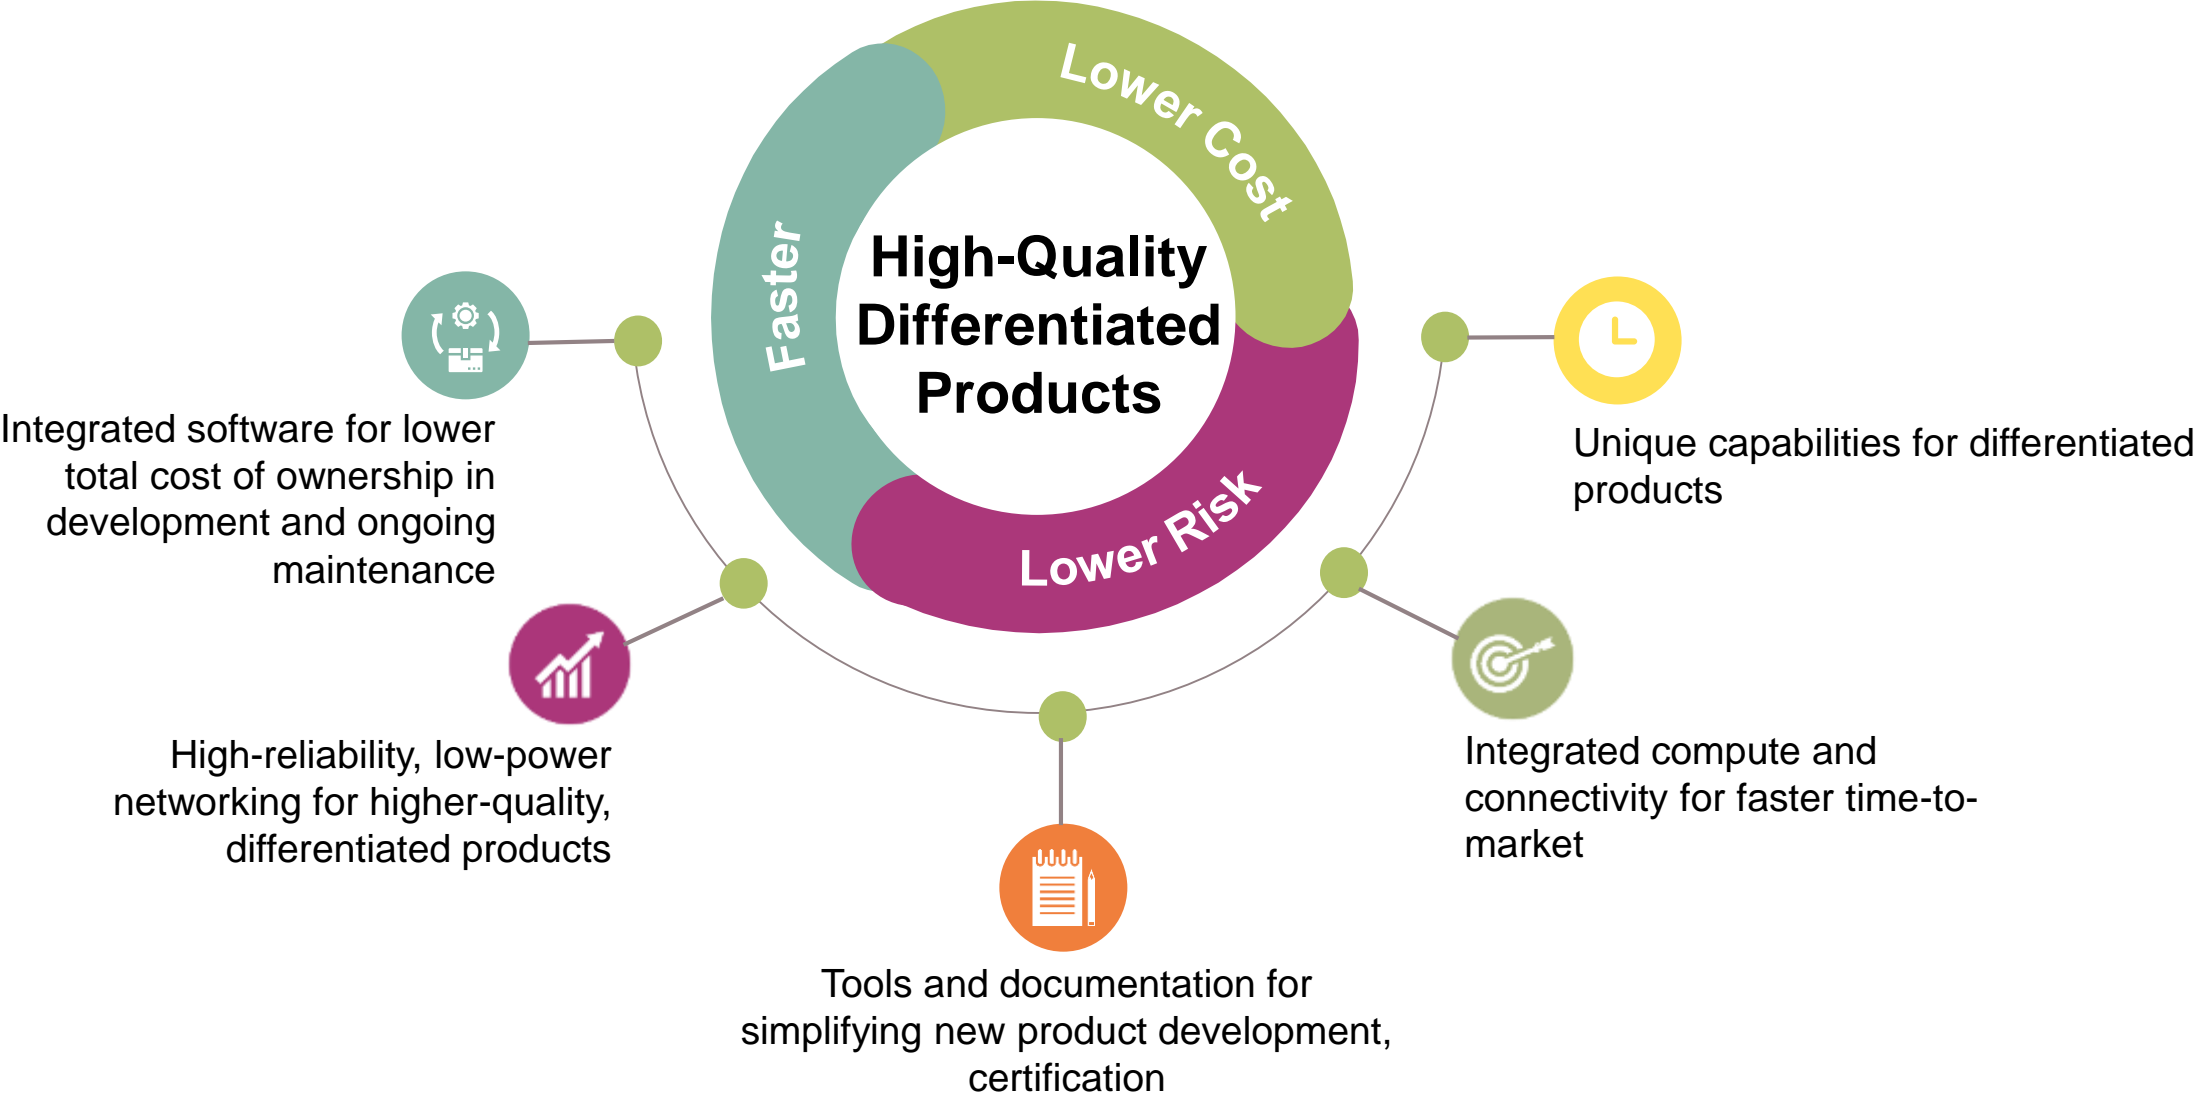 Lower Cost
Faster
High-Quality
Differentiated
Products
Lower Risk
Integrated software for lower
total cost of ownership in
development and ongoing
maintenance
High-reliability, low-power
networking for higher-quality,
differentiated products
Tools and documentation for
simplifying new product development,
certification
Integrated compute and
connectivity for faster time-to-
market
Unique capabilities for differentiated
products